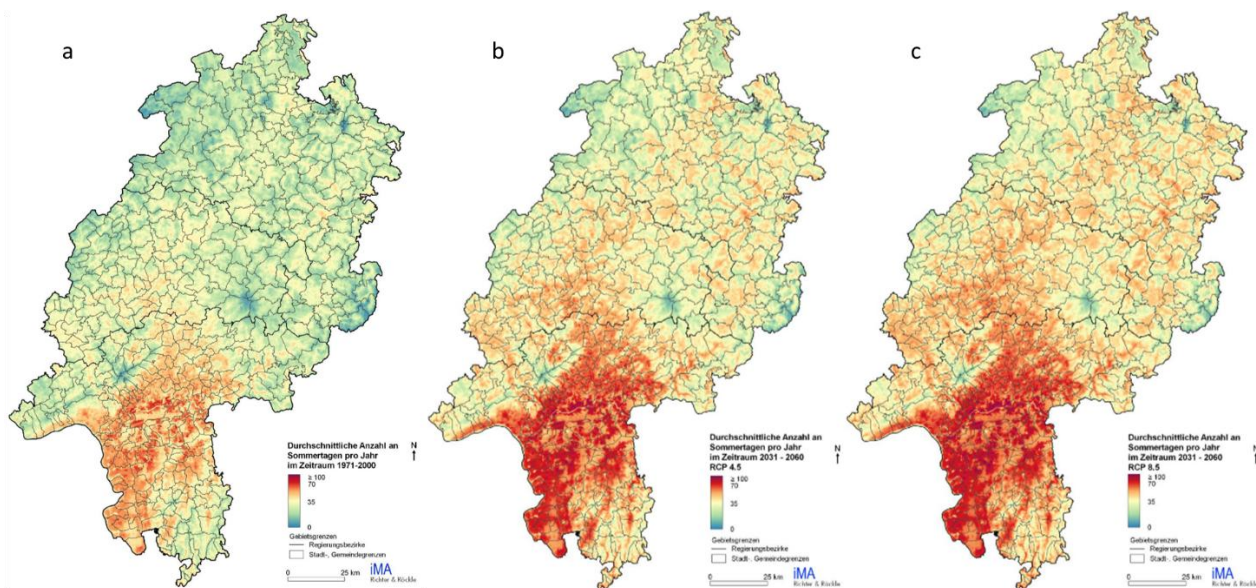 a
b
c
Durchschnittliche Anzahl an
Sommertagen pro Jahr
im Zeitraum 1971-2000
≥ 100
70
35
0
Gebietsgrenzen
Regierungsbezirke
Stadt-, Gemeindegrenzen
N
0 25 km
iMA
Richter & Röckle
Durchschnittliche Anzahl an
Sommertagen pro Jahr
im Zeitraum 2031 - 2060
RCP 4.5
≥ 100
70
35
0
Gebietsgrenzen
Regierungsbezirke
Stadt-, Gemeindegrenzen
N
0 25 km
iMA
Richter & Röckle
Durchschnittliche Anzahl an
Sommertagen pro Jahr
im Zeitraum 2031 - 2060
RCP 8.5
≥ 100
70
35
0
Gebietsgrenzen
Regierungsbezirke
Stadt-, Gemeindegrenzen
N
0 25 km
iMA
Richter & Röckle